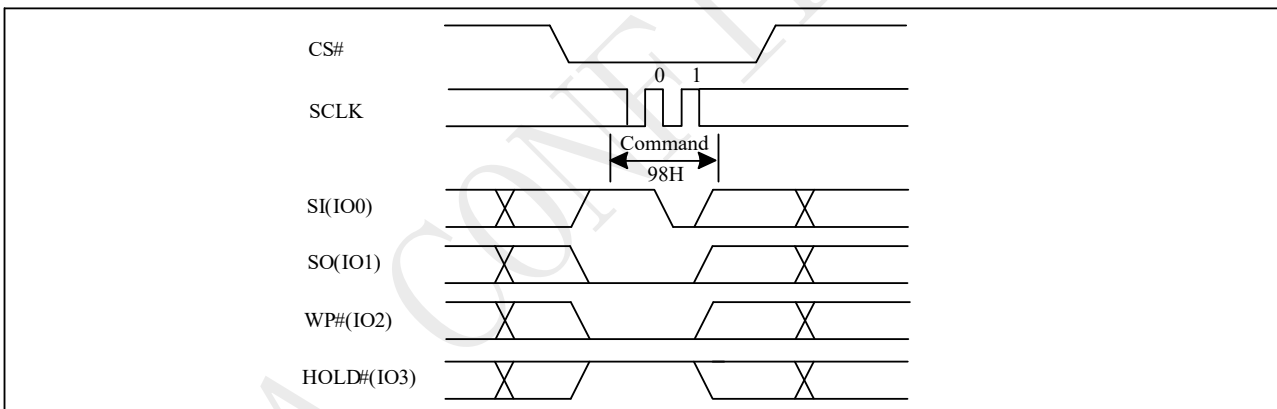 CS#
0 1
SCLK
Command
98H
SI(IO0)
SO(IO1)
WP#(IO2)
HOLD#(IO3)